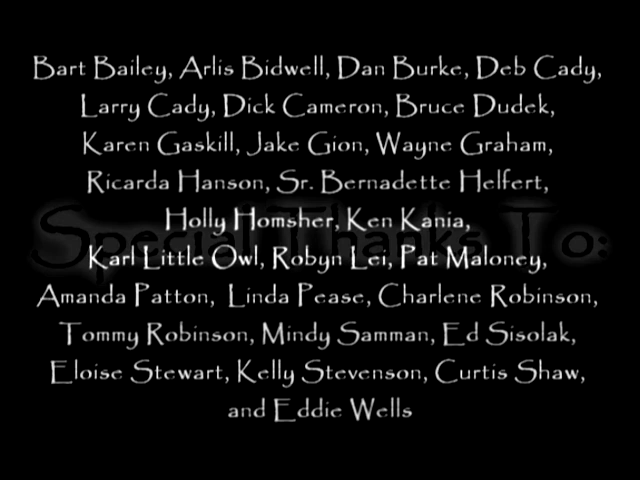 Bart Bailey, Arlis Bidwell, Dan Burke, Deb Cady,
Larry Cady, Dick Cameron, Bruce Dudek,
Karen Gaskill, Jake Gion, Wayne Graham,
Ricarda Hanson, Sr. Bernadette Helfert,
Holly Homsher, Ken Kania,
Special Thanks To:
Karl Little Owl, Robyn Lei, Pat Maloney,
Amanda Patton, Linda Pease, Charlene Robinson,
Tommy Robinson, Mindy Samman, Ed Sisolak,
Eloise Stewart, Kelly Stevenson, Curtis Shaw,
and Eddie Wells